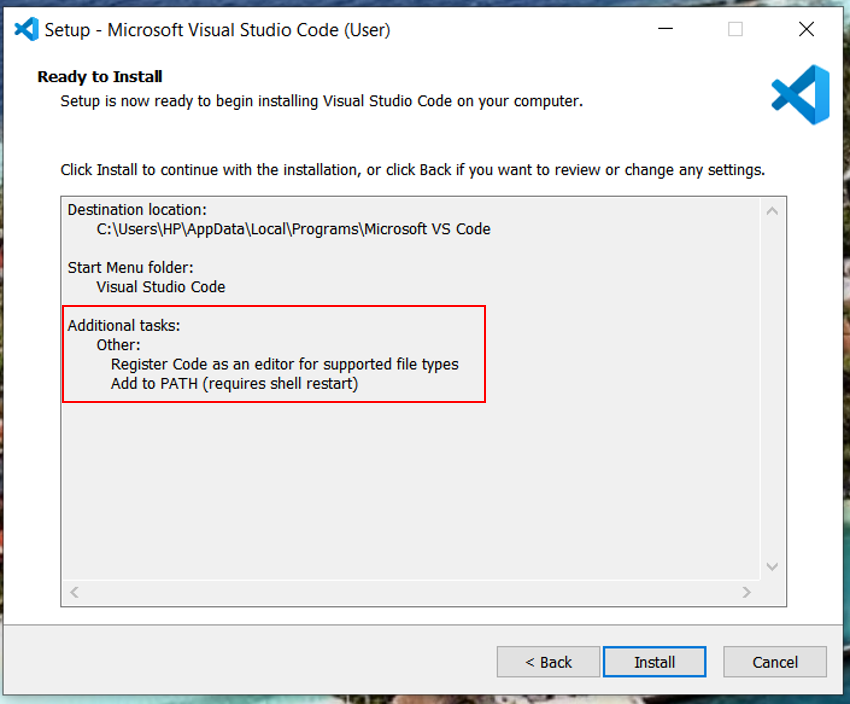 Setup - Microsoft Visual Studio Code (User)
Ready to Install
Setup is now ready to begin installing Visual Studio Code on your computer.
Click Install to continue with the installation, or click Back if you want to review or change any settings.
Destination location:
C:\Users\HP\AppData\Local\Programs\Microsoft VS Code
Start Menu folder:
Visual Studio Code
Additional tasks:
Other:
Register Code as an editor for supported file types
Add to PATH (requires shell restart)
< Back
Install
Cancel